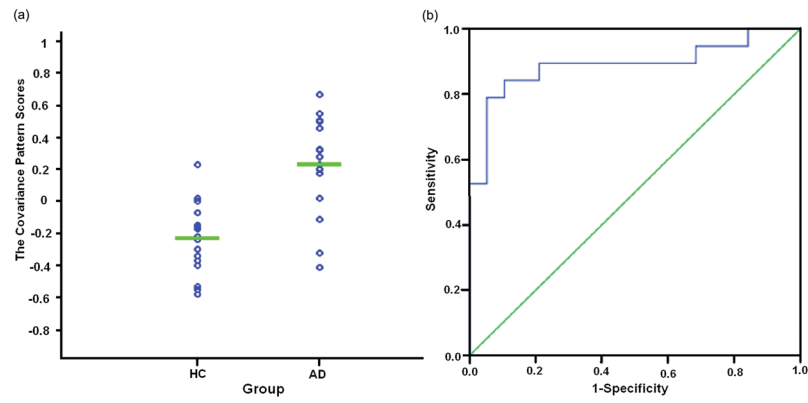 (a)
The Covariance Pattern Scores
1
0.8
0.6
0.4
0.2
0
-0.2
-0.4
-0.6
-0.8
HC
AD
Group
(b)
Sensitivity
1.0
0.8
0.6
0.4
0.2
0.0
0.0 0.2 0.4 0.6 0.8 1.0
1-Specificity